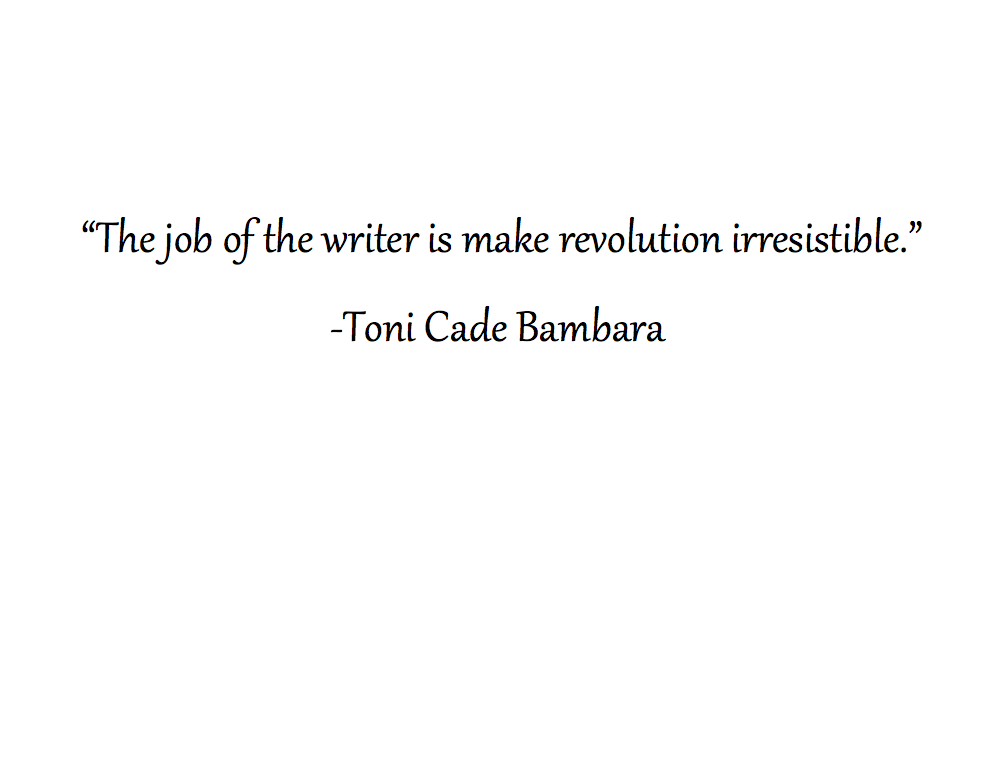 “The job of the writer is make revolution irresistible.”
-Toni Cade Bambara